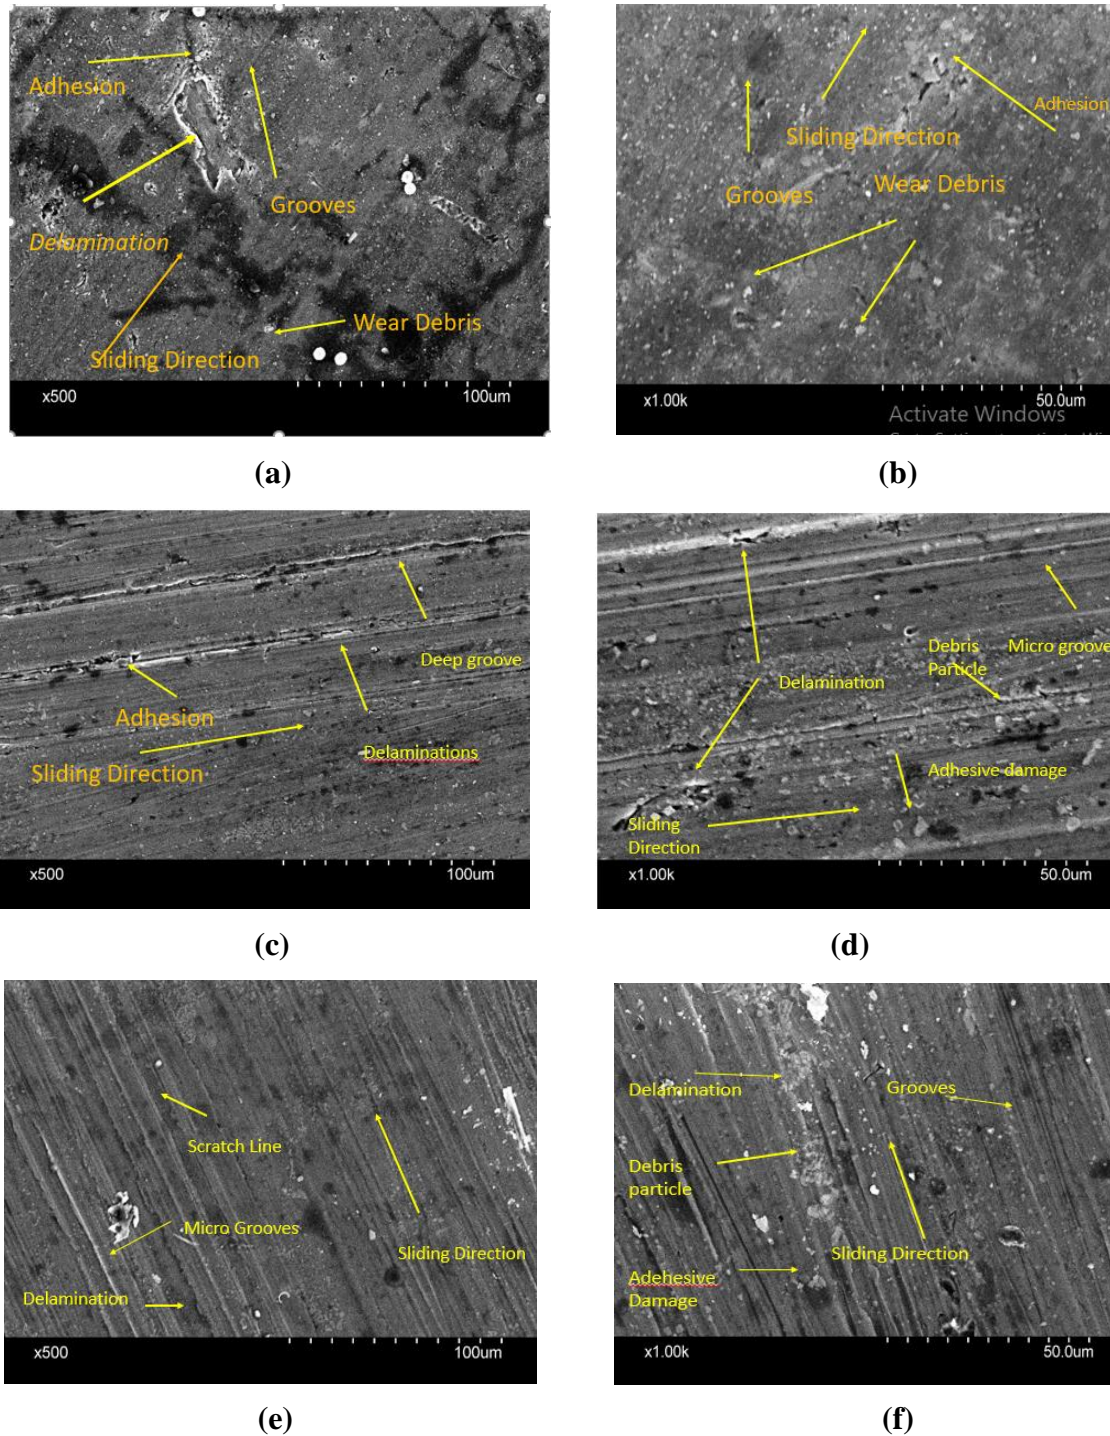 Adhesion
Grooves
Delamination
Wear Debris
Sliding Direction
x500
100um
(a)
Adhesion
Sliding Direction
Grooves
Wear Debris
x1.00k
50.0um
Activate Windows
(b)
Deep groove
Adhesion
Delaminations
Sliding Direction
x500
100um
(c)
Debris
Particle
Micro groove
Delamination
Adhesive damage
Sliding
Direction
x1.00k
50.0um
(d)
Scratch Line
Micro Grooves
Sliding Direction
Delamination
x500
100um
(e)
Delamination
Grooves
Debris
particle
Sliding Direction
Adehesive
Damage
x1.00k
50.0um
(f)